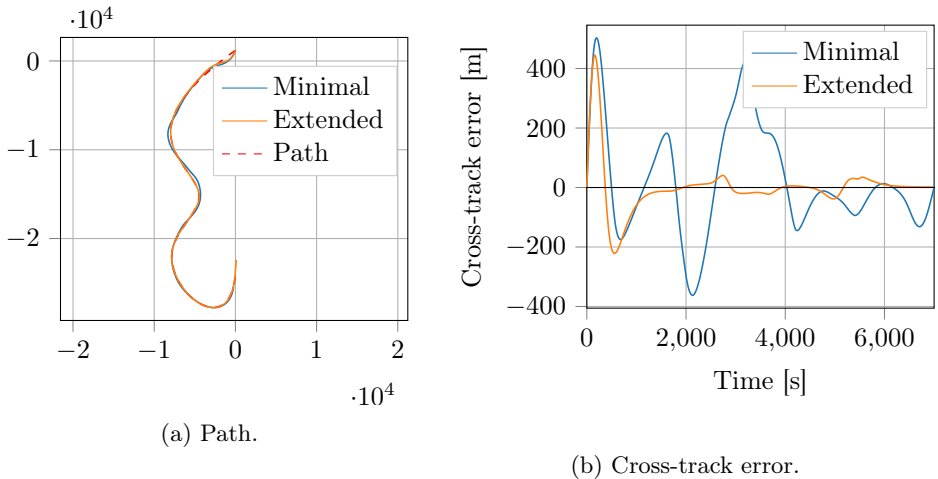 ·10⁴
0
−1
−2
−2
−1
0
1
2
·10⁴
Minimal
Extended
Path
(a) Path.
Cross-track error [m]
400
200
0
−200
−400
0
2,000
4,000
6,000
Time [s]
Minimal
Extended
(b) Cross-track error.